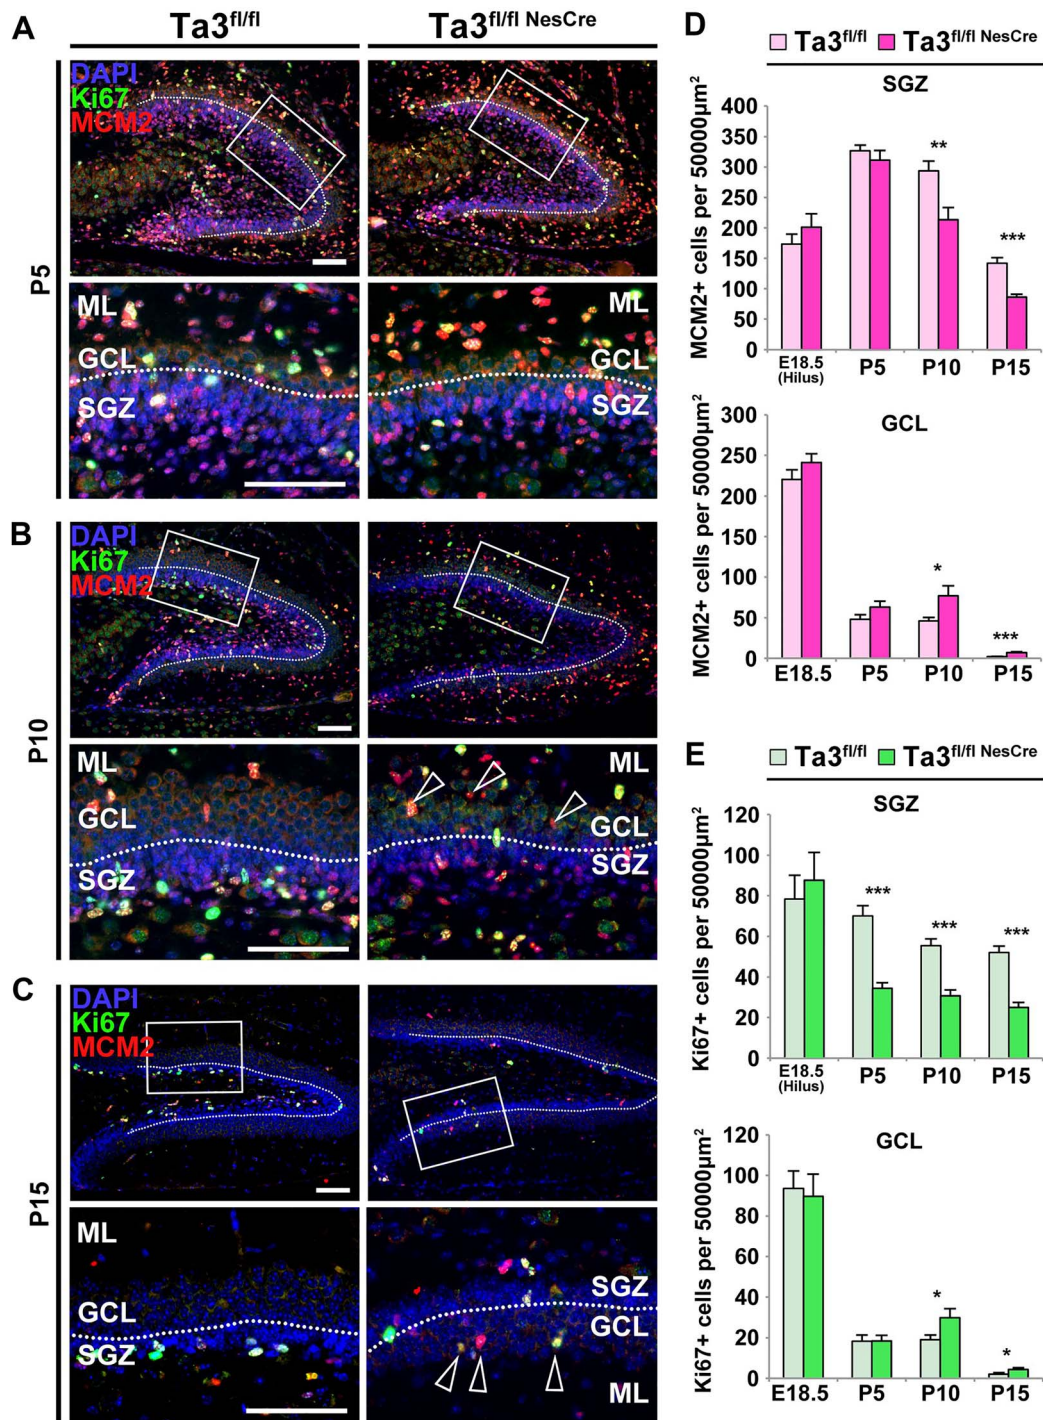 A
Ta3fl/fl
Ta3fl/fl NesCre
P5
DAPI
Ki67
MCM2
ML
GCL
SGZ
ML
GCL
SGZ
B
P10
DAPI
Ki67
MCM2
ML
GCL
SGZ
ML
GCL
SGZ
C
P15
DAPI
Ki67
MCM2
ML
GCL
SGZ
SGZ
GCL
ML
D
Ta3fl/fl Ta3fl/fl NesCre
SGZ
MCM2+ cells per 50000µm²
400
350
300
250
200
150
100
50
0
**
***
E18.5 P5 P10 P15
(Hilus)
GCL
MCM2+ cells per 50000µm²
300
250
200
150
100
50
0
*
***
E18.5 P5 P10 P15
E
Ta3fl/fl Ta3fl/fl NesCre
SGZ
Ki67+ cells per 50000µm²
120
100
80
60
40
20
0
***
***
***
E18.5 P5 P10 P15
(Hilus)
GCL
Ki67+ cells per 50000µm²
120
100
80
60
40
20
0
*
*
E18.5 P5 P10 P15